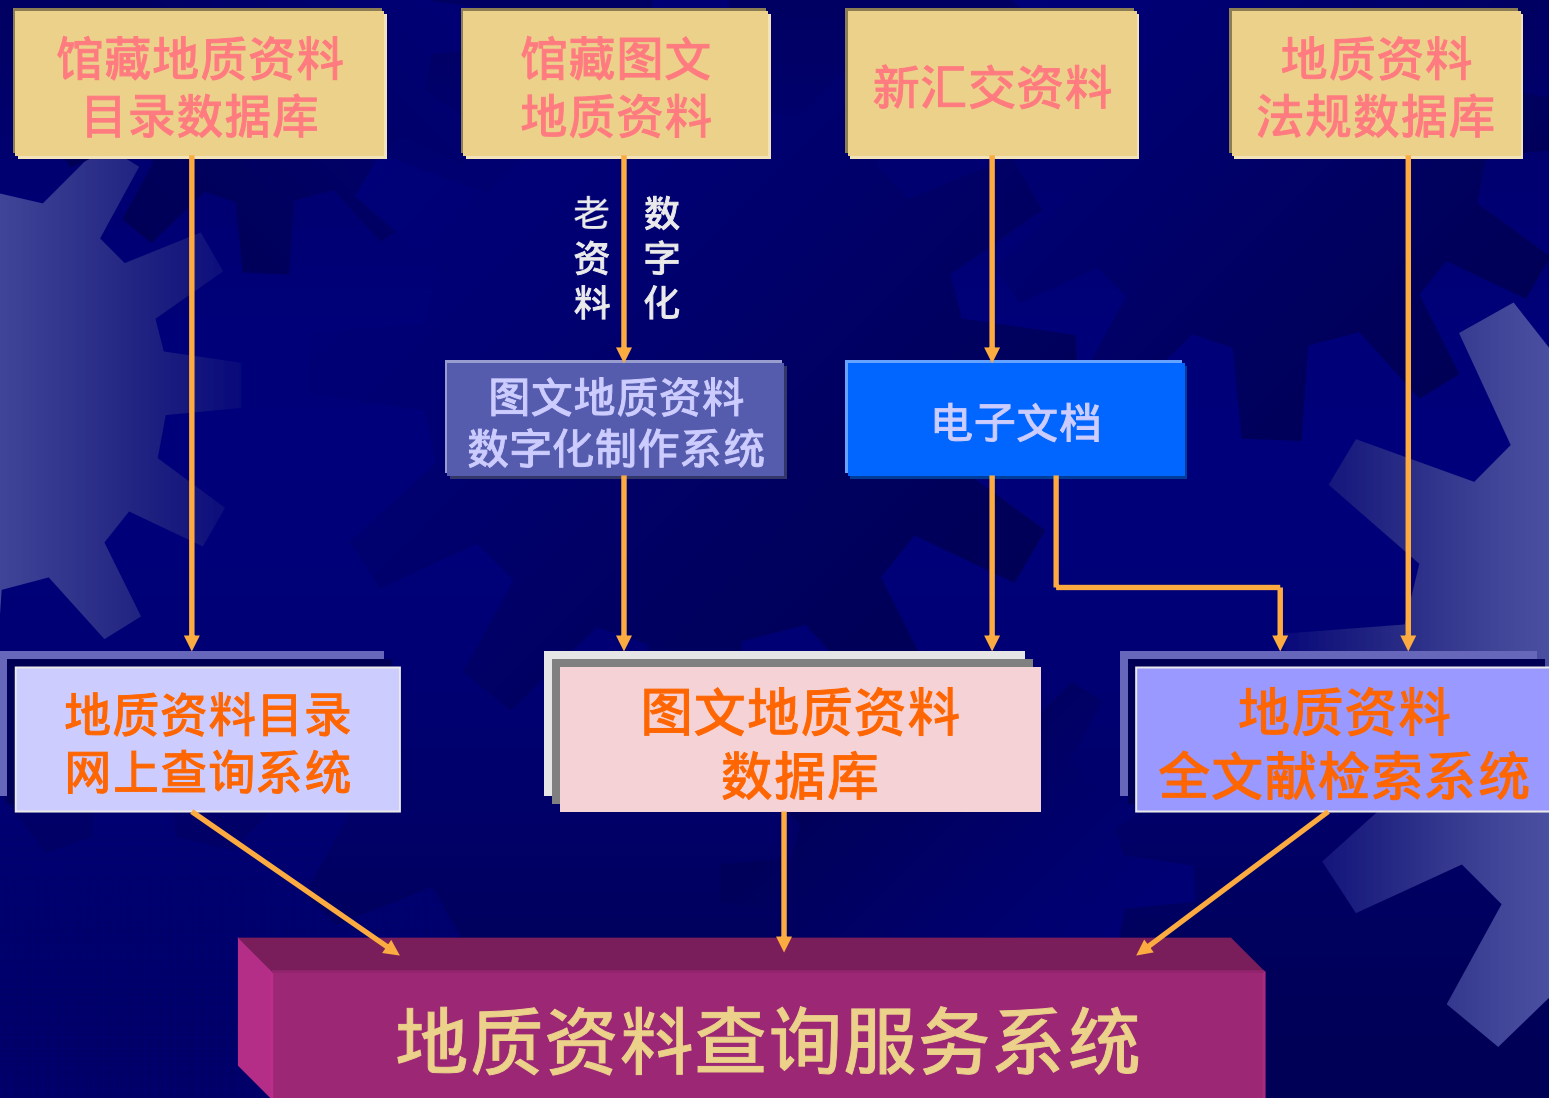 馆藏地质资料
目录数据库
馆藏图文
地质资料
新汇交资料
地质资料
法规数据库
老资料
数字化
图文地质资料
数字化制作系统
电子文档
地质资料目录
网上查询系统
图文地质资料
数据库
地质资料
全文献检索系统
地质资料查询服务系统